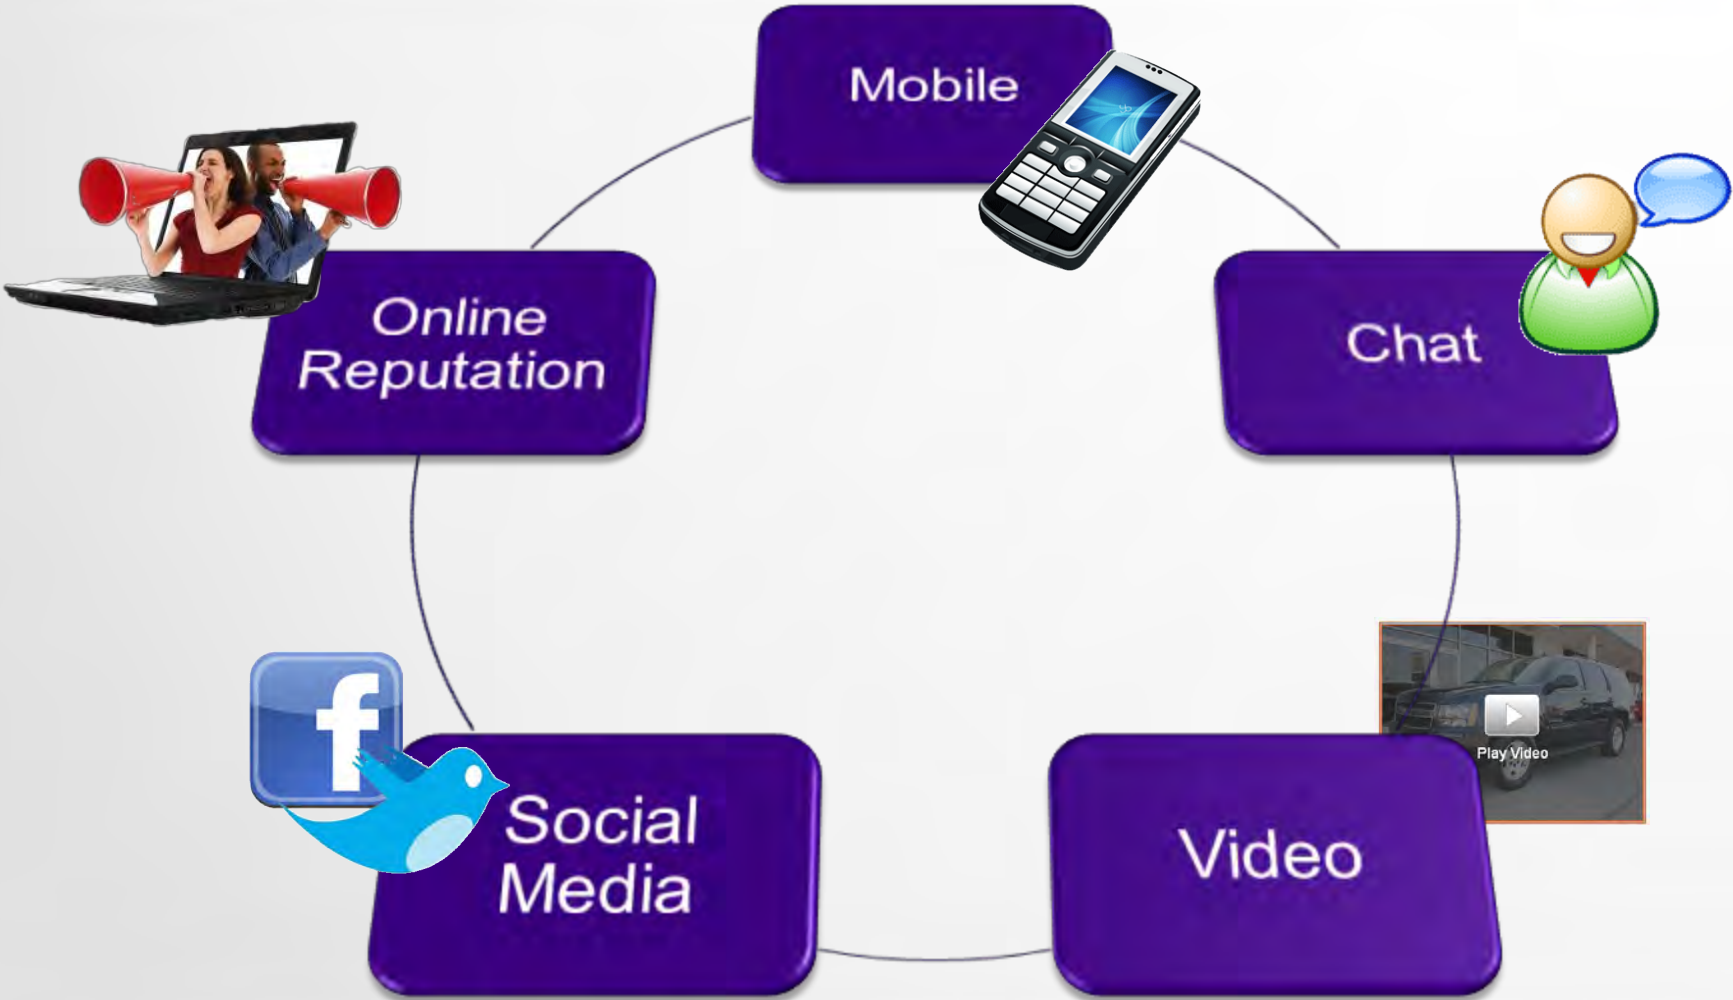 Mobile
Online
Reputation
Chat
f
Play Video
Social
Media
Video